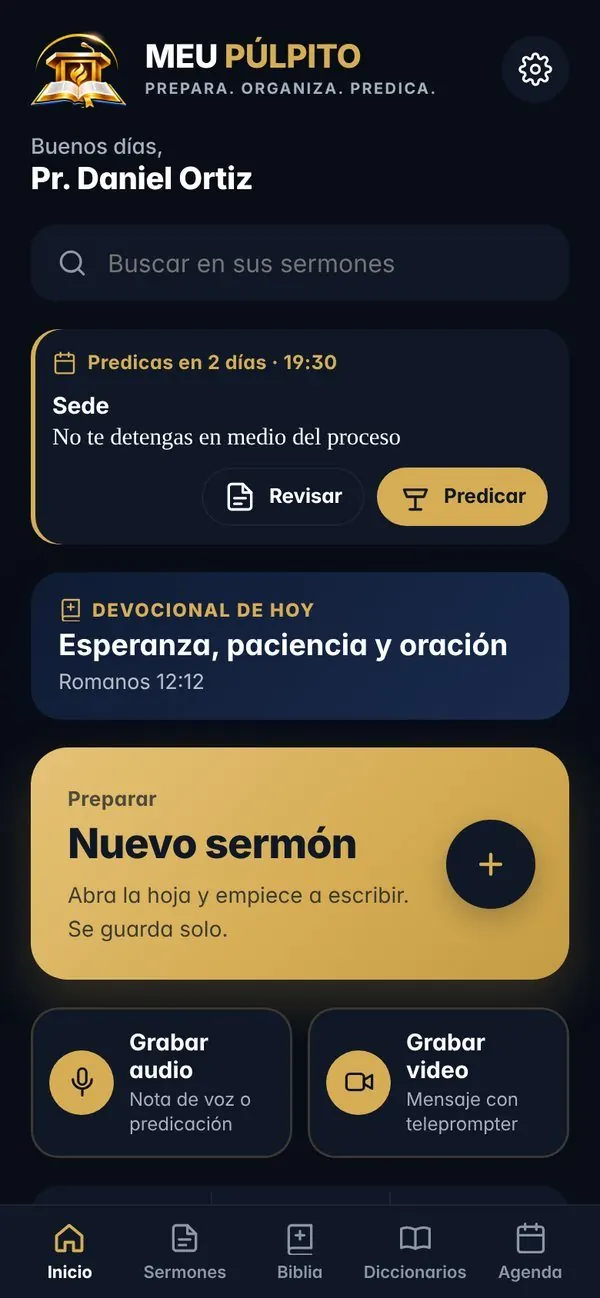 MEU PÚLPITO
PREPARA. ORGANIZA. PREDICA.
Buenos días,
Pr. Daniel Ortiz
Buscar en sus sermones
Predicas en 2 días · 19:30
Sede
No te detengas en medio del proceso
Revisar
Predicar
DEVOCIONAL DE HOY
Esperanza, paciencia y oración
Romanos 12:12
Preparar
Nuevo sermón
Abra la hoja y empiece a escribir.
Se guarda solo.
Grabar
audio
Nota de voz o
predicación
Grabar
video
Mensaje con
teleprompter
Inicio
Sermones
Biblia
Diccionarios
Agenda